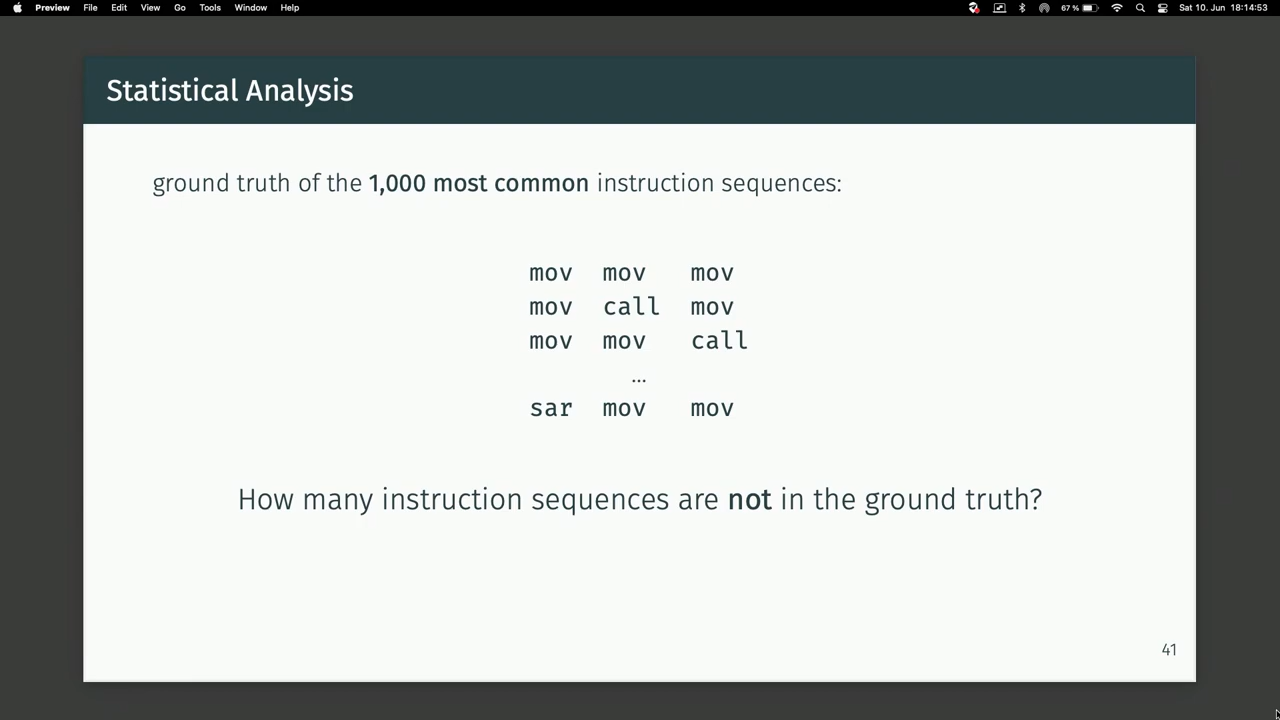 Preview File Edit View Go Tools Window Help 67 % Sat 10. Jun 18:14:53
Statistical Analysis
ground truth of the 1,000 most common instruction sequences:
mov mov mov
mov call mov
mov mov call
...
sar mov mov
How many instruction sequences are not in the ground truth?
41